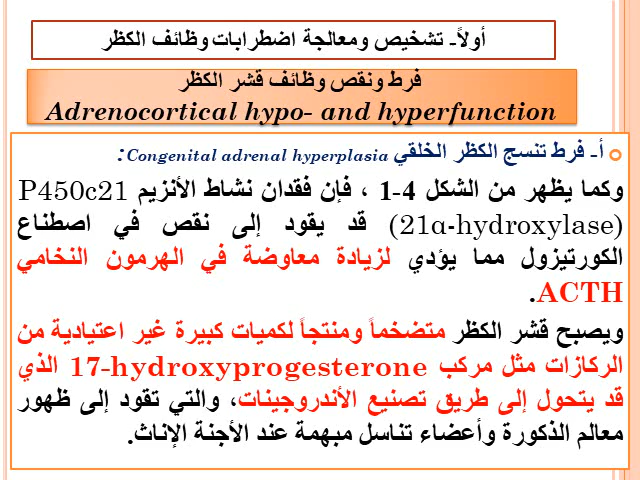 أولاً- تشخيص ومعالجة اضطرابات وظائف الكظر
فرط ونقص وظائف قشر الكظر
Adrenocortical hypo- and hyperfunction
أ- فرط تنسج الكظر الخلقي Congenital adrenal hyperplasia:
وكما يظهر من الشكل 4-1 ، فإن فقدان نشاط الأنزيم P450c21
(21α-hydroxylase) قد يقود إلى نقص في اصطناع
الكورتيزول مما يؤدي لزيادة معاوضة في الهرمون النخامي
ACTH.
ويصبح قشر الكظر متضخماً ومنتجاً لكميات كبيرة غير اعتيادية من
الركازات مثل مركب 17-hydroxyprogesterone الذي
قد يتحول إلى طريق تصنيع الأندروجينات، والتي تقود إلى ظهور
معالم الذكورة وأعضاء تناسل مبهمة عند الأجنة الإناث.